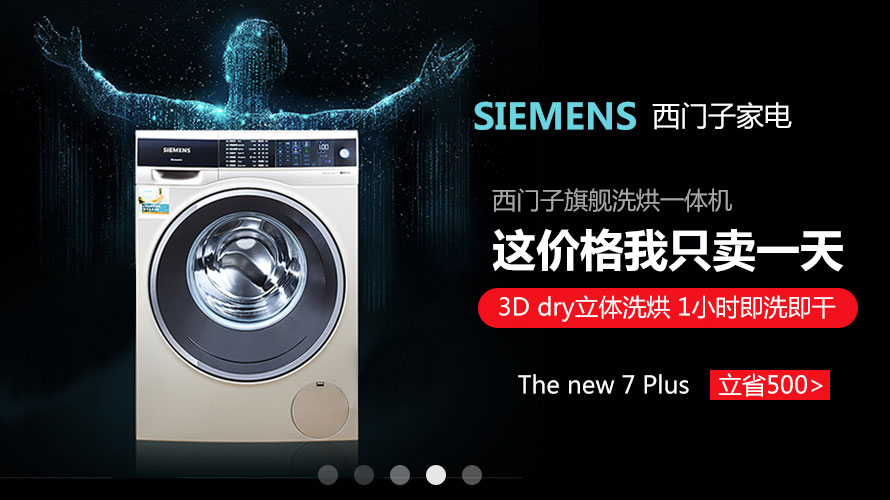 SIEMENS 西门子家电
西门子旗舰洗烘一体机
这价格我只卖一天
3D dry立体洗烘 1小时即洗即干
The new 7 Plus 立省500>
SIEMENS